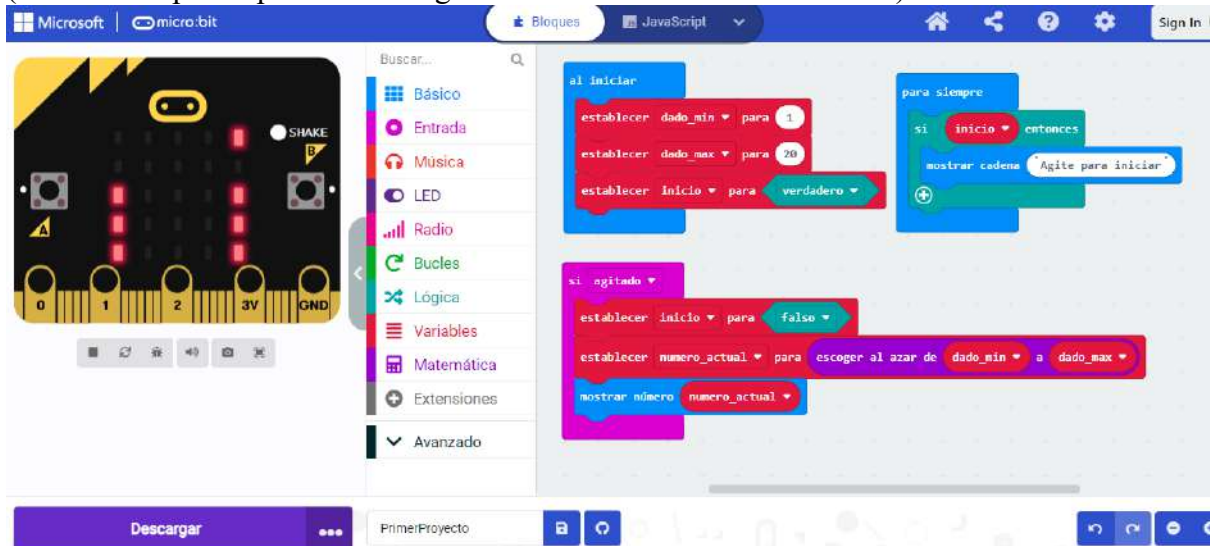 Microsoft micro:bit Bloques JavaScript Sign In
SHAKE
B
A
0 1 2 3V GND
Buscar...
Básico
Entrada
Música
LED
Radio
Bucles
Lógica
Variables
Matemática
Extensiones
Avanzado
al iniciar
establecer dado_min para 1
establecer dado_max para 20
establecer inicio para verdadero
para siempre
si inicio entonces
mostrar cadena "Agite para iniciar"
si agitado
establecer inicio para falso
establecer numero_actual para escoger al azar de dado_min a dado_max
mostrar número numero_actual
Descargar
PrimerProyecto